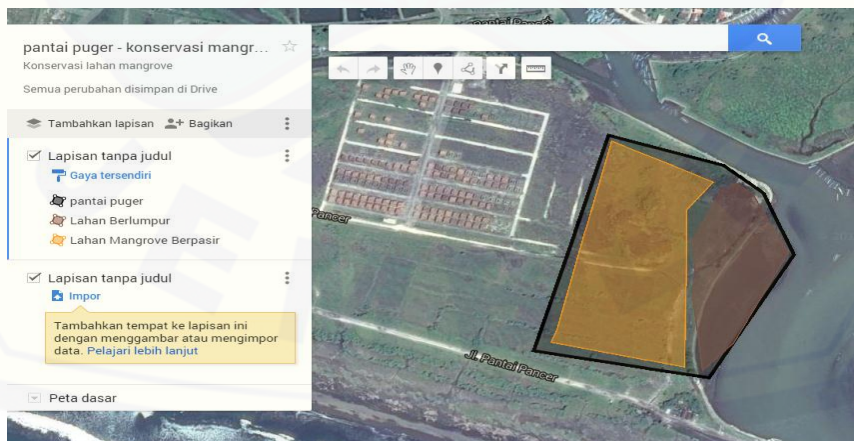 pantai puger - konservasi mangr...
Konservasi lahan mangrove
Semua perubahan disimpan di Drive
Tambahkan lapisan
Bagikan
Lapisan tanpa judul
Gaya tersendiri
pantai puger
Lahan Berlumpur
Lahan Mangrove Berpasir
Lapisan tanpa judul
Impor
Tambahkan tempat ke lapisan ini
dengan menggambar atau mengimpor
data. Pelajari lebih lanjut
Peta dasar
Pancer
Jl. Pantai Pancer